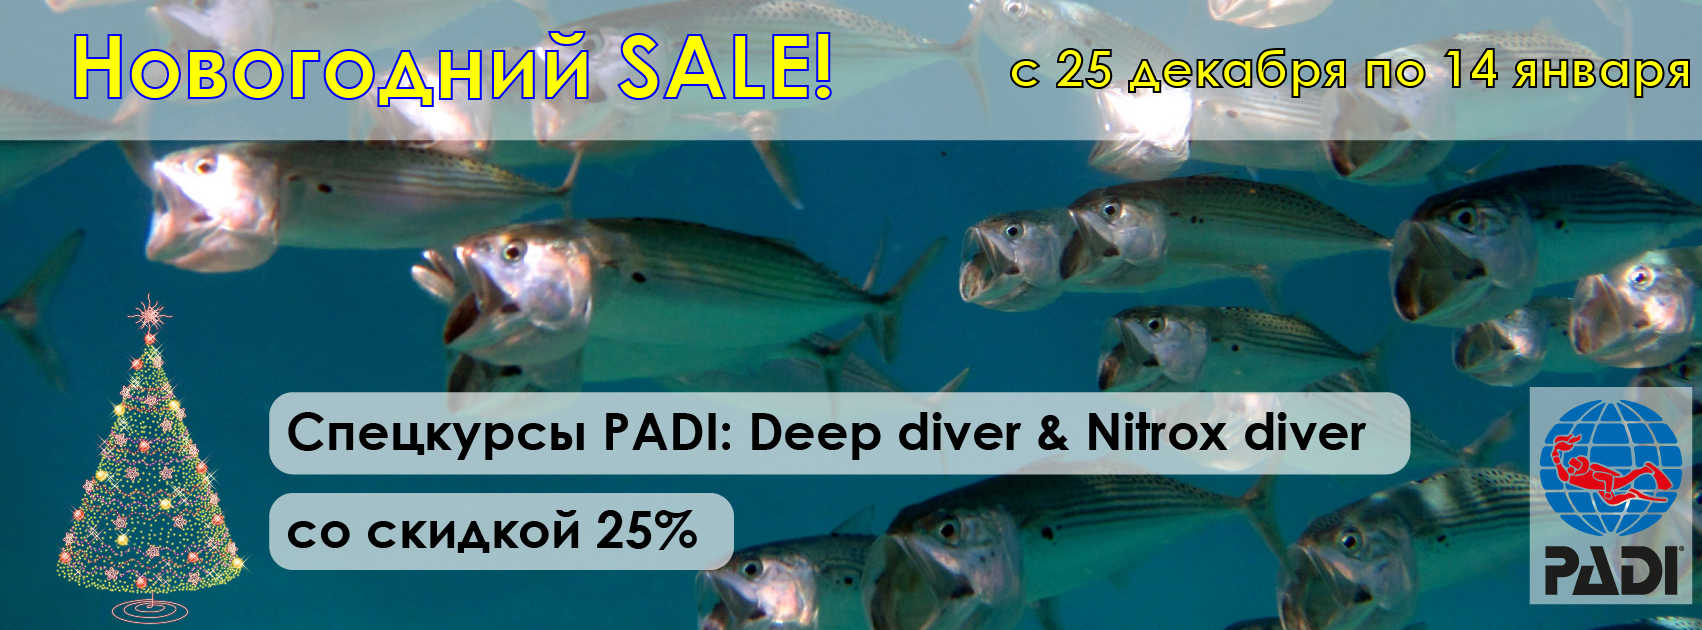 Новогодний SALE!
с 25 декабря по 14 января
Спецкурсы PADI: Deep diver & Nitrox diver
со скидкой 25%
PADI®